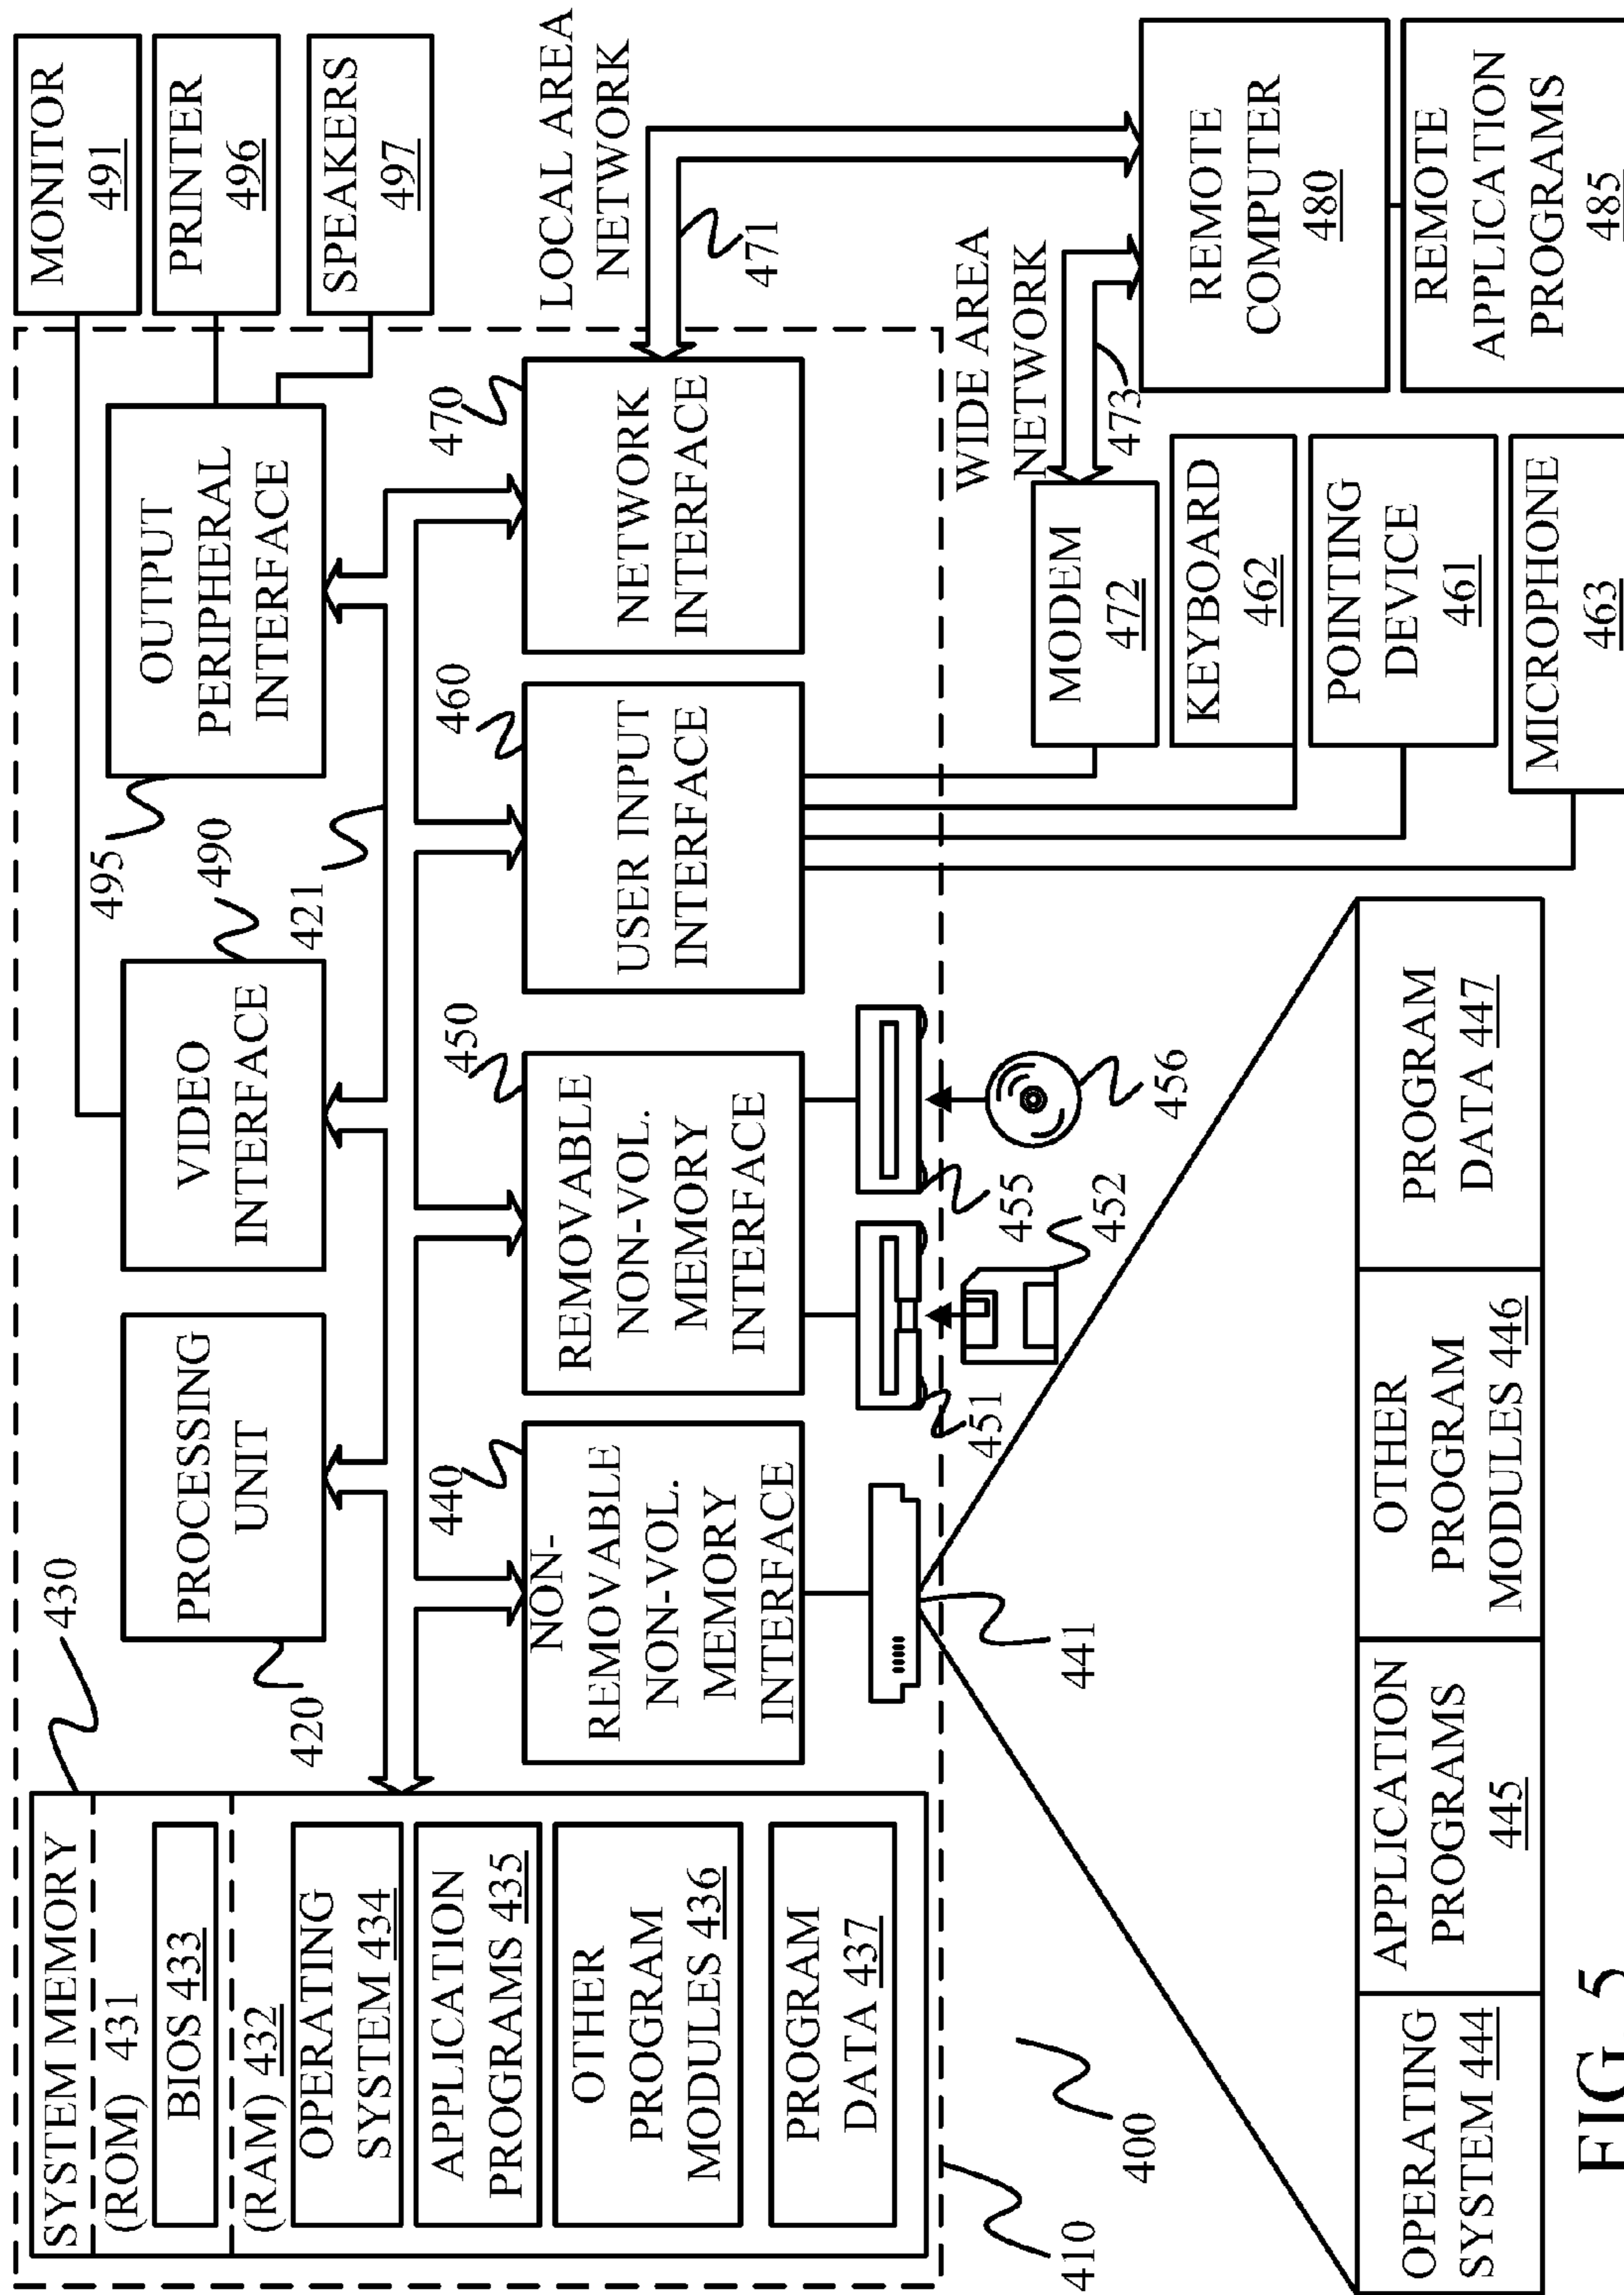 SYSTEM MEMORY
(ROM) 431
BIOS 433
(RAM) 432
OPERATING
SYSTEM 434
APPLICATION
PROGRAMS 435
OTHER
PROGRAM
MODULES 436
PROGRAM
DATA 437
430
PROCESSING
UNIT
420
VIDEO
INTERFACE
490
421
OUTPUT
PERIPHERAL
INTERFACE
495
MONITOR
491
PRINTER
496
SPEAKERS
497
NON-
REMOVABLE
NON-VOL.
MEMORY
INTERFACE
440
REMOVABLE
NON-VOL.
MEMORY
INTERFACE
450
USER INPUT
INTERFACE
460
NETWORK
INTERFACE
470
LOCAL AREA
NETWORK
471
441
451
452
455
456
WIDE AREA
NETWORK
473
MODEM
472
KEYBOARD
462
POINTING
DEVICE
461
MICROPHONE
463
REMOTE
COMPUTER
480
REMOTE
APPLICATION
PROGRAMS
485
410
400
OPERATING
SYSTEM 444
APPLICATION
PROGRAMS
445
OTHER
PROGRAM
MODULES 446
PROGRAM
DATA 447
FIG. 5